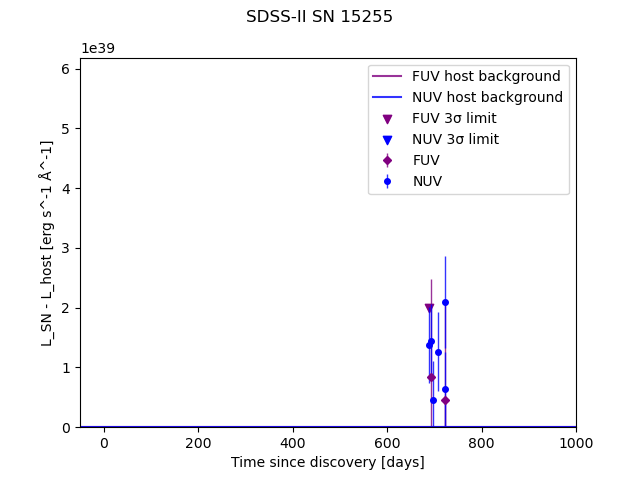 SDSS-II SN 15255
1e39
6
5
4
3
2
1
0
L_SN - L_host [erg s^-1 Å^-1]
FUV host background
NUV host background
FUV 3σ limit
NUV 3σ limit
FUV
NUV
0 200 400 600 800 1000
Time since discovery [days]